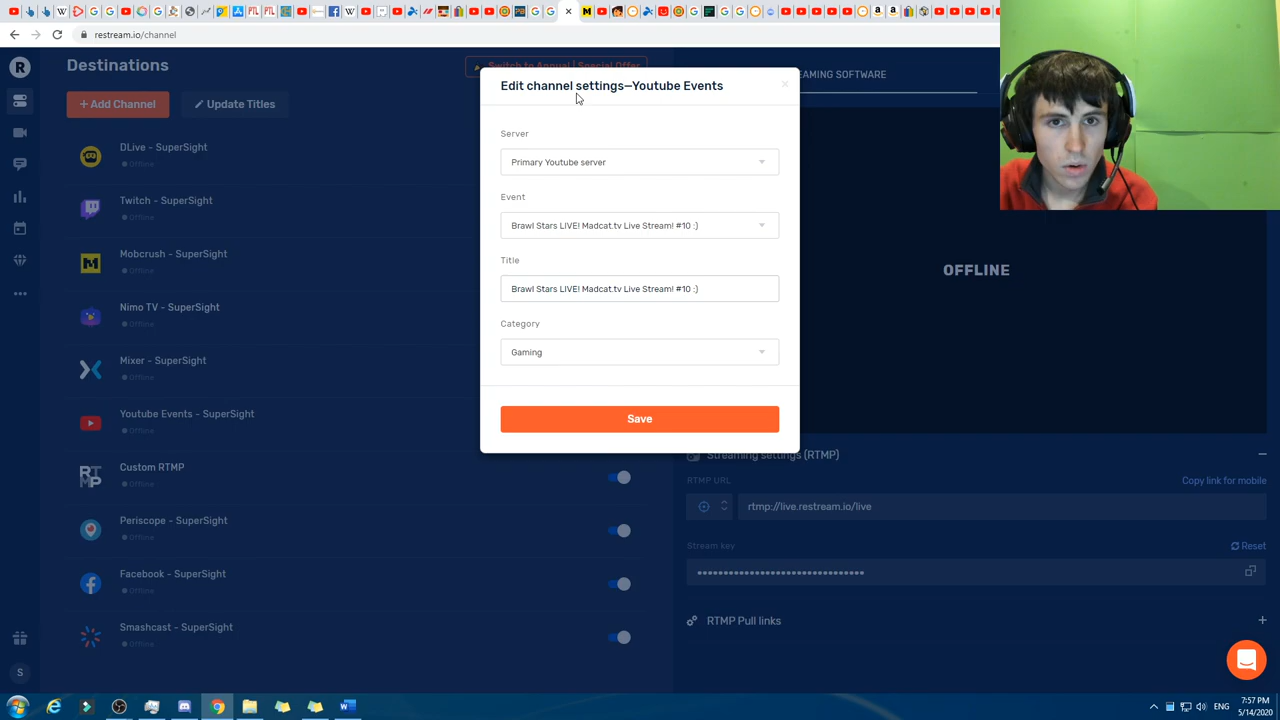 restream.io/channel
Destinations
Switch to Annual | Special Offer
+ Add Channel
Update Titles
DLive - SuperSight
Offline
Twitch - SuperSight
Offline
Mobcrush - SuperSight
Offline
Nimo TV - SuperSight
Offline
Mixer - SuperSight
Offline
Youtube Events - SuperSight
Offline
Custom RTMP
Offline
Periscope - SuperSight
Offline
Facebook - SuperSight
Offline
Smashcast - SuperSight
Offline
Edit channel settings—Youtube Events
Server
Primary Youtube server
Event
Brawl Stars LIVE! Madcat.tv Live Stream! #10 :)
Title
Brawl Stars LIVE! Madcat.tv Live Stream! #10 :)
Category
Gaming
Save
SOFTWARE
OFFLINE
Streaming settings (RTMP)
RTMP URL
Copy link for mobile
rtmp://live.restream.io/live
Stream key
Reset
RTMP Pull links
ENG
7:57 PM
5/14/2020